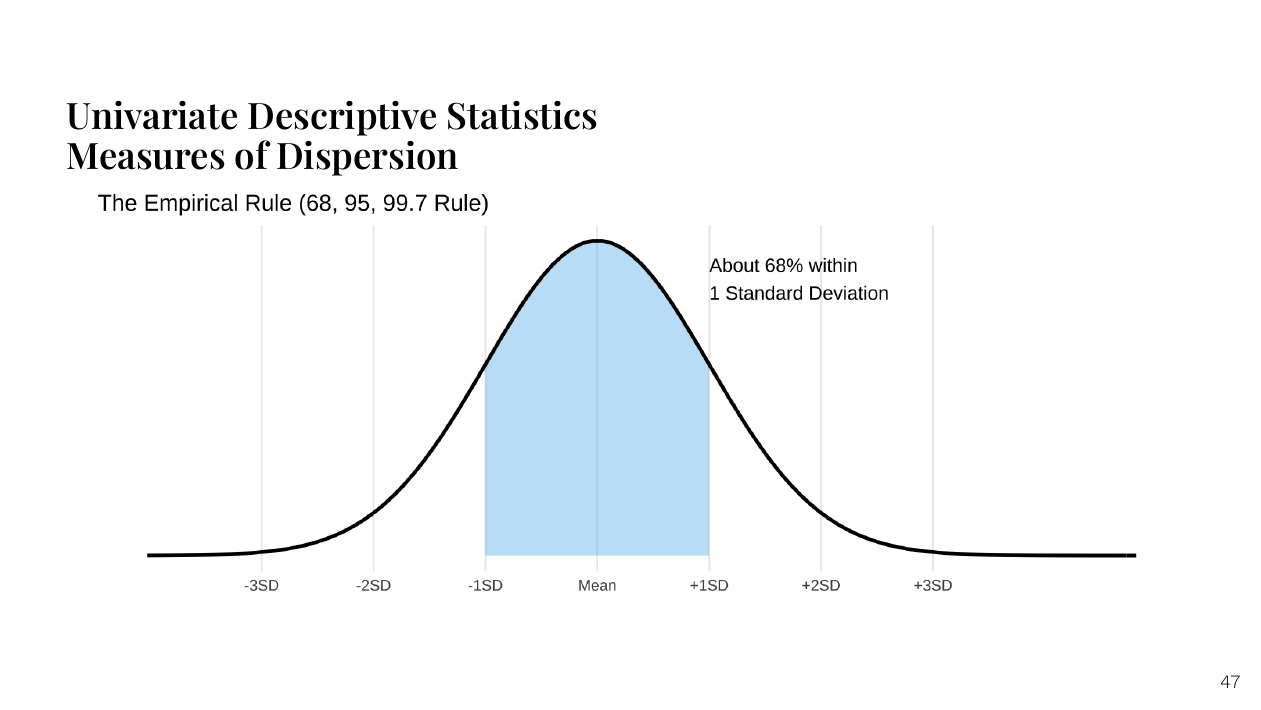 Univariate Descriptive Statistics
Measures of Dispersion
The Empirical Rule (68, 95, 99.7 Rule)
About 68% within
1 Standard Deviation
-3SD
-2SD
-1SD
Mean
+1SD
+2SD
+3SD
47